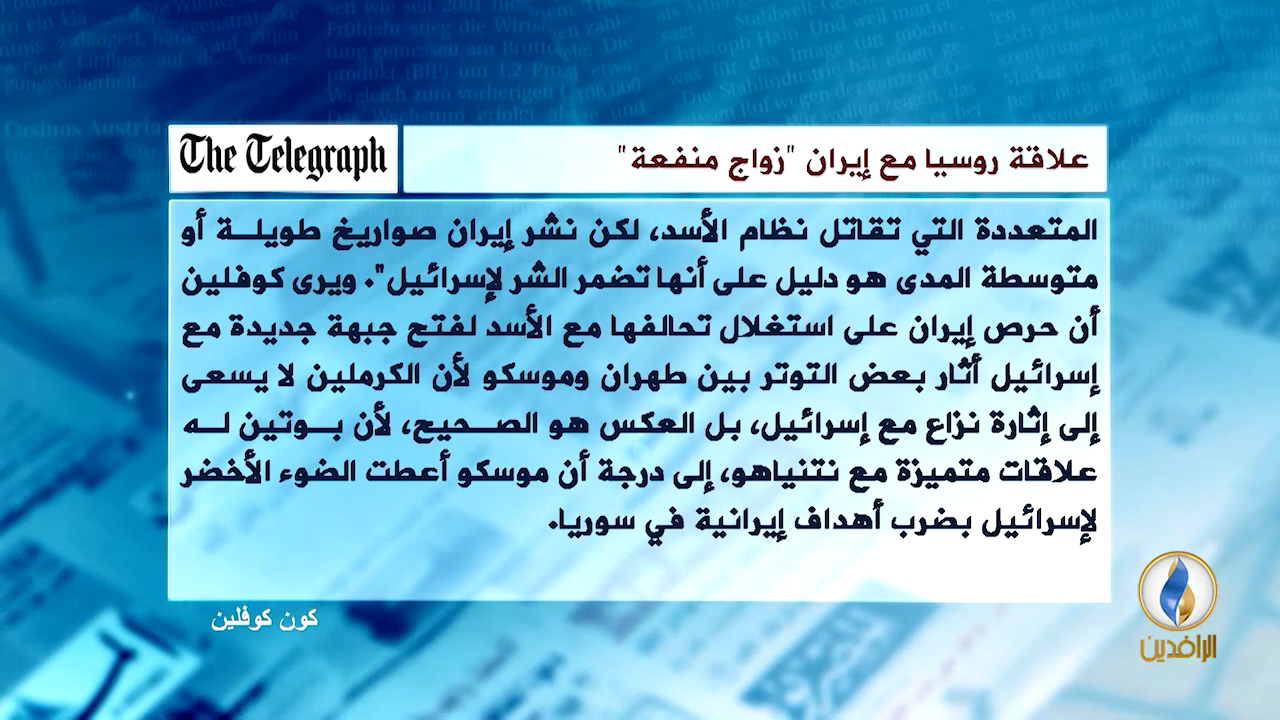 The Telegraph
علاقة روسيا مع إيران "زواج منفعة"
المتعددة التي تقاتل نظام الأسد، لكن نشر إيران صواريخ طويلــة أو
متوسطة المدى هو دليل على أنها تضمر الشر لإسرائيل". ويرى كوفلين
أن حرص إيران على استغلال تحالفها مع الأسد لفتح جبهة جديدة مع
إسرائيل أثار بعض التوتر بين طهران وموسكو لأن الكرملين لا يسعى
إلى إثارة نزاع مع إسرائيل، بل العكس هو الصــحيح، لأن بــوتين لــه
علاقات متميزة مع نتنياهو، إلى درجة أن موسكو أعطت الضوء الأخضر
لإسرائيل بضرب أهداف إيرانية في سوريا.
كون كوفلين
الرافدين